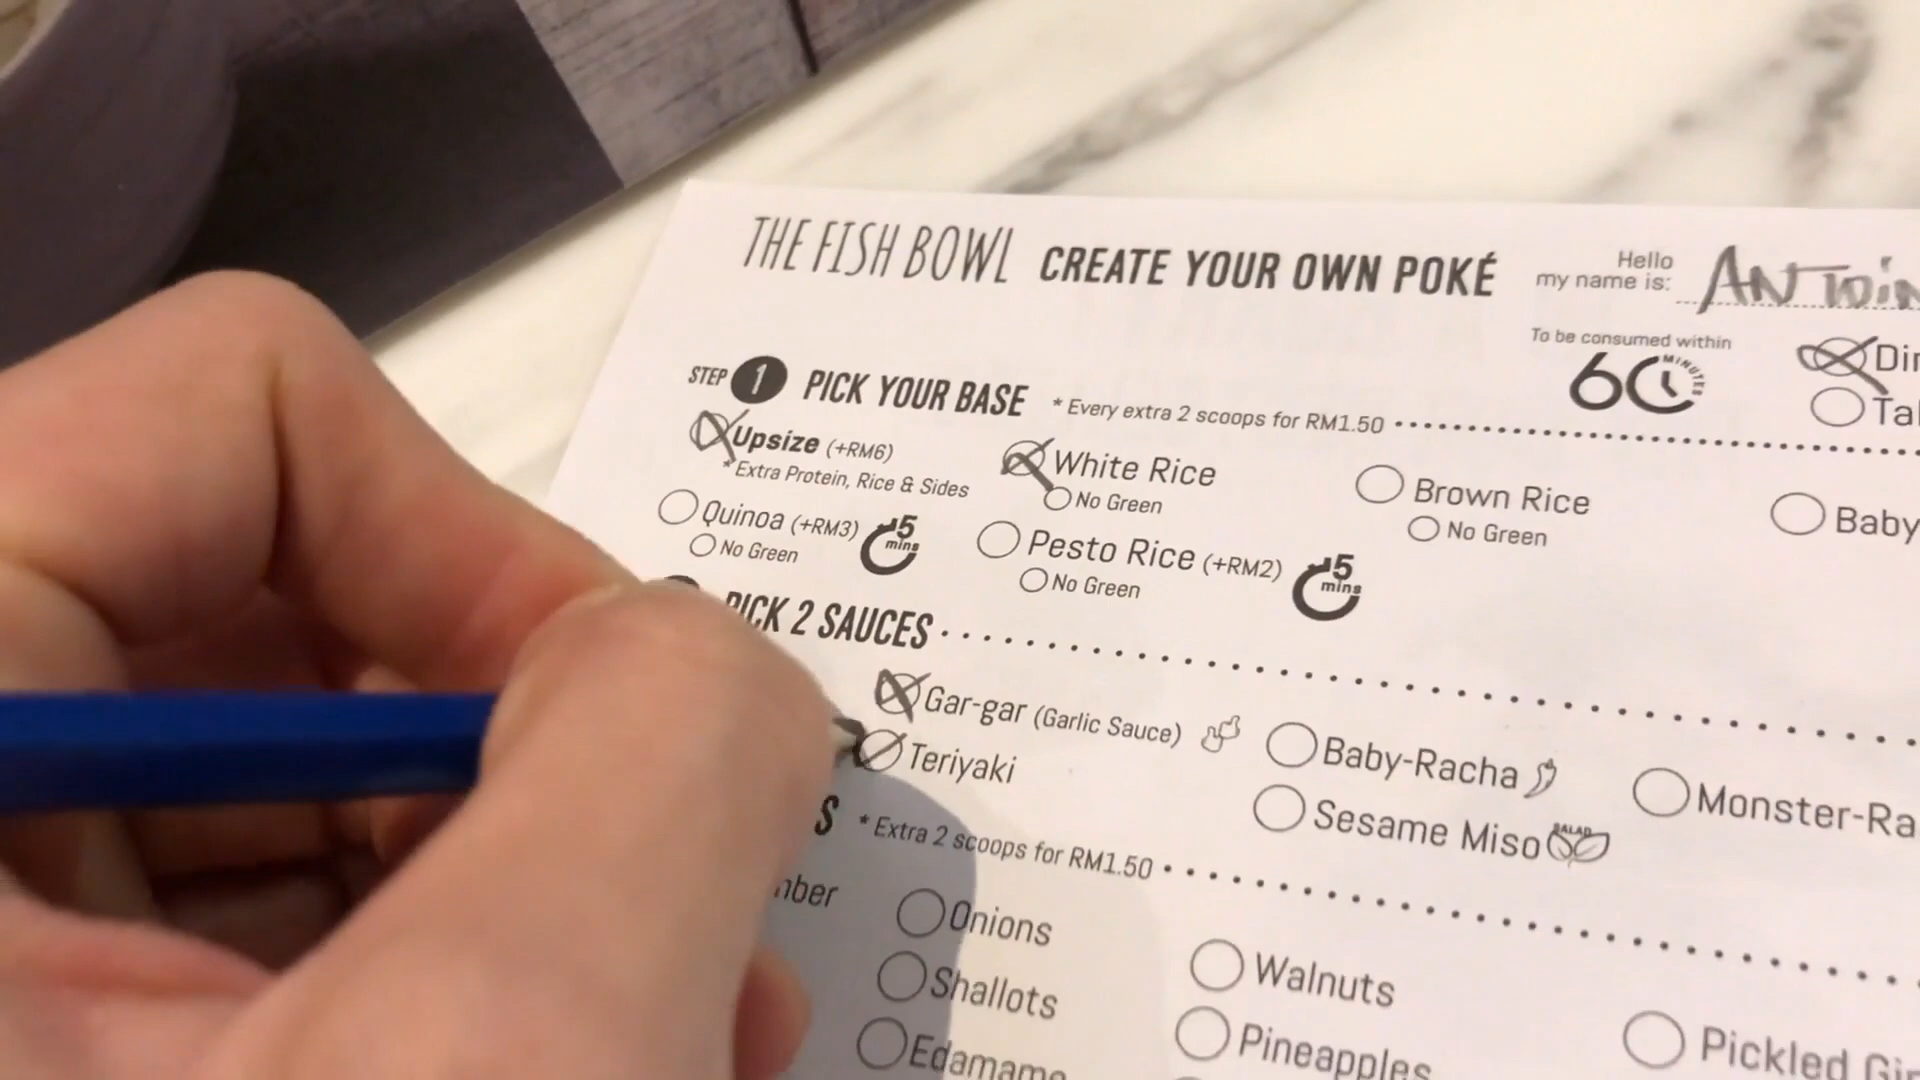 THE FISH BOWL CREATE YOUR OWN POKÉ
Hello
my name is:
To be consumed within
60 MINUTES
STEP 1 PICK YOUR BASE * Every extra 2 scoops for RM1.50
Upsize (+RM6)
* Extra Protein, Rice & Sides
White Rice
No Green
Brown Rice
No Green
Baby
Quinoa (+RM3) 5 mins
No Green
Pesto Rice (+RM2) 5 mins
No Green
PICK 2 SAUCES
Gar-gar (Garlic Sauce)
Baby-Racha
Teriyaki
Sesame Miso SALAD
* Extra 2 scoops for RM1.50
Onions
Walnuts
Shallots
Pineapples
Edamame
Pickled